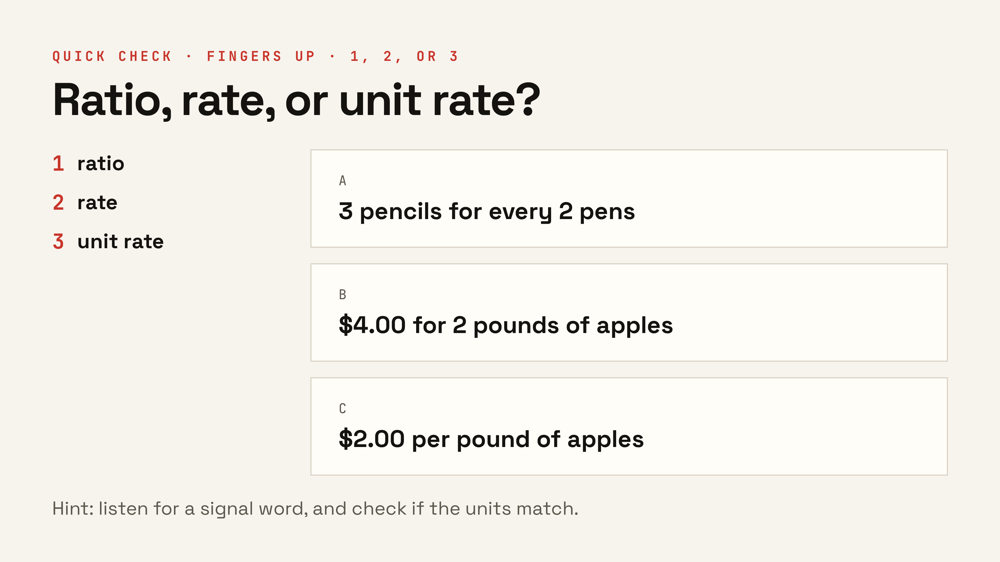 QUICK CHECK · FINGERS UP · 1, 2, OR 3
Ratio, rate, or unit rate?
1 ratio
2 rate
3 unit rate
A
3 pencils for every 2 pens
B
$4.00 for 2 pounds of apples
C
$2.00 per pound of apples
Hint: listen for a signal word, and check if the units match.